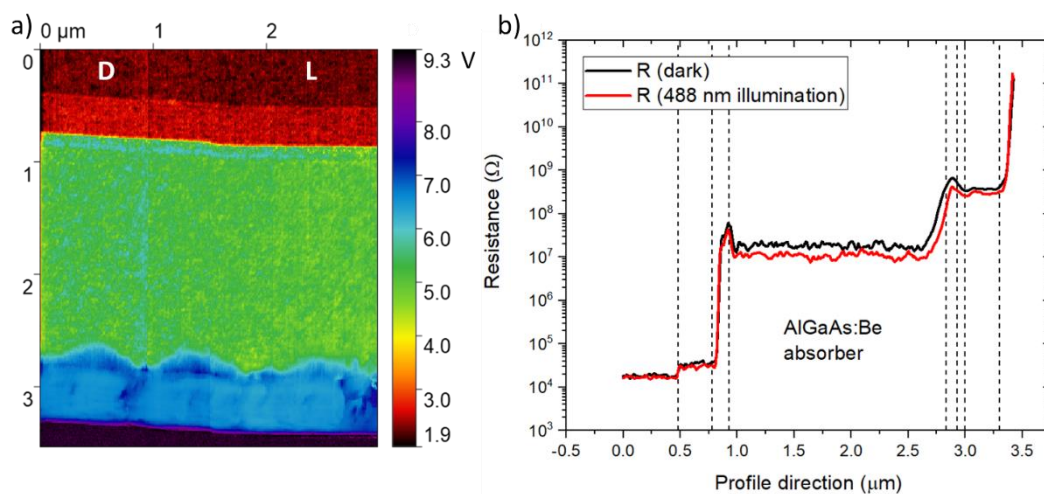 a)
0 µm 1 2
D L
0
1
2
3
9.3 V
8.0
7.0
6.0
5.0
4.0
3.0
1.9
b)
R (dark)
R (488 nm illumination)
AlGaAs:Be
absorber
Resistance (Ω)
10¹²
10¹¹
10¹⁰
10⁹
10⁸
10⁷
10⁶
10⁵
10⁴
10³
-0.5 0.0 0.5 1.0 1.5 2.0 2.5 3.0 3.5 4.0
Profile direction (µm)